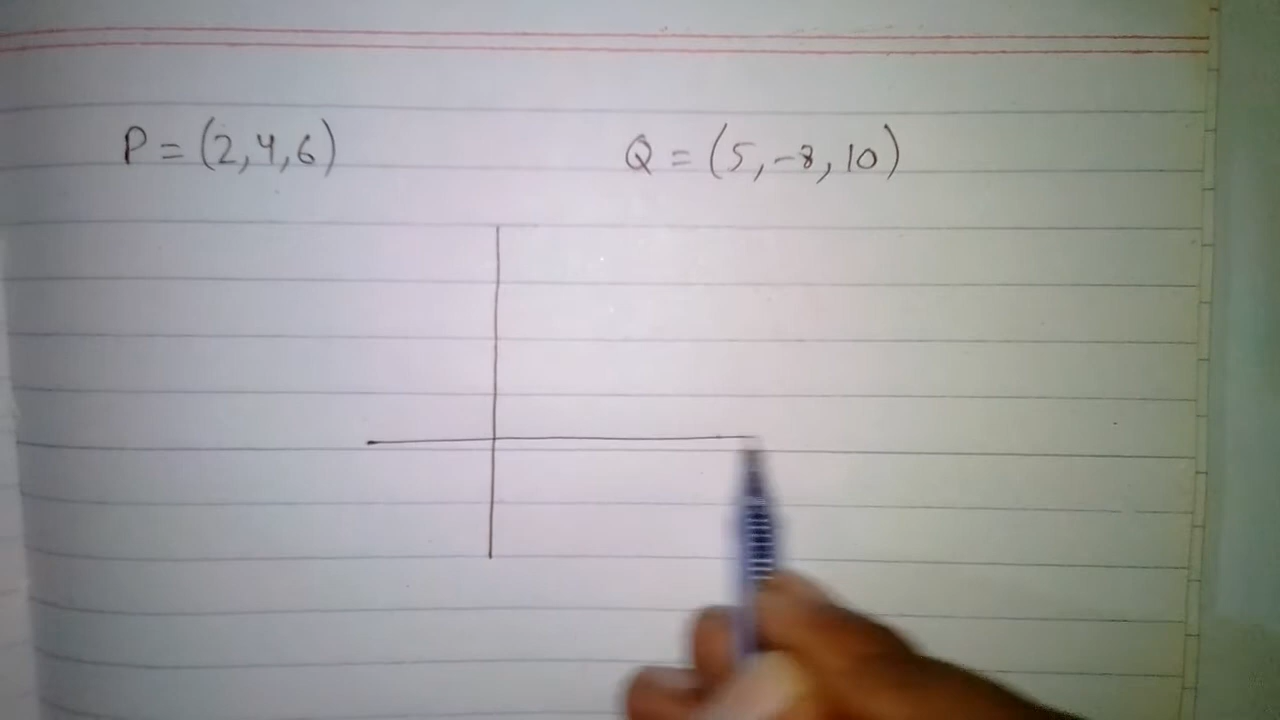 P = (2,4,6) Q = (5,-8,10)